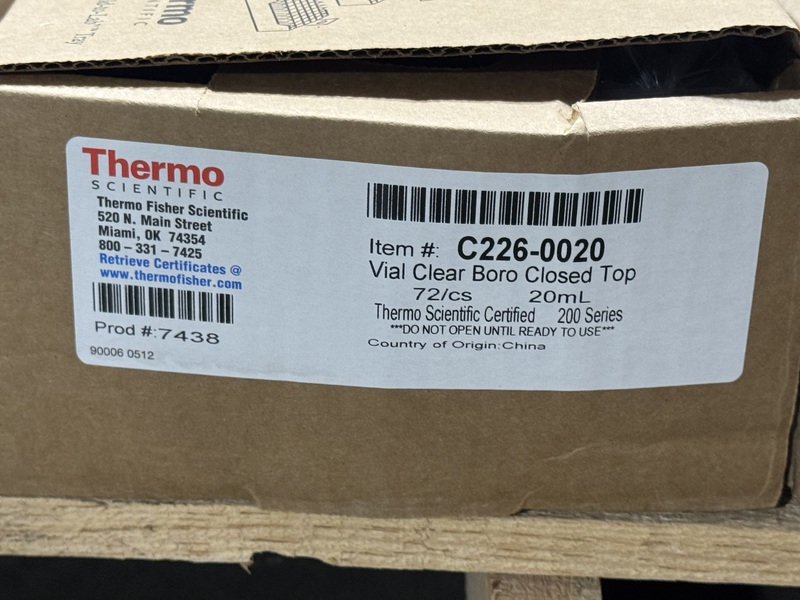 Thermo
SCIENTIFIC
Thermo Fisher Scientific
520 N. Main Street
Miami, OK 74354
800 – 331 – 7425
Retrieve Certificates @
www.thermofisher.com
Prod #:7438
90006 0512
Item #: C226-0020
Vial Clear Boro Closed Top
72/cs 20mL
Thermo Scientific Certified 200 Series
***DO NOT OPEN UNTIL READY TO USE***
Country of Origin:China